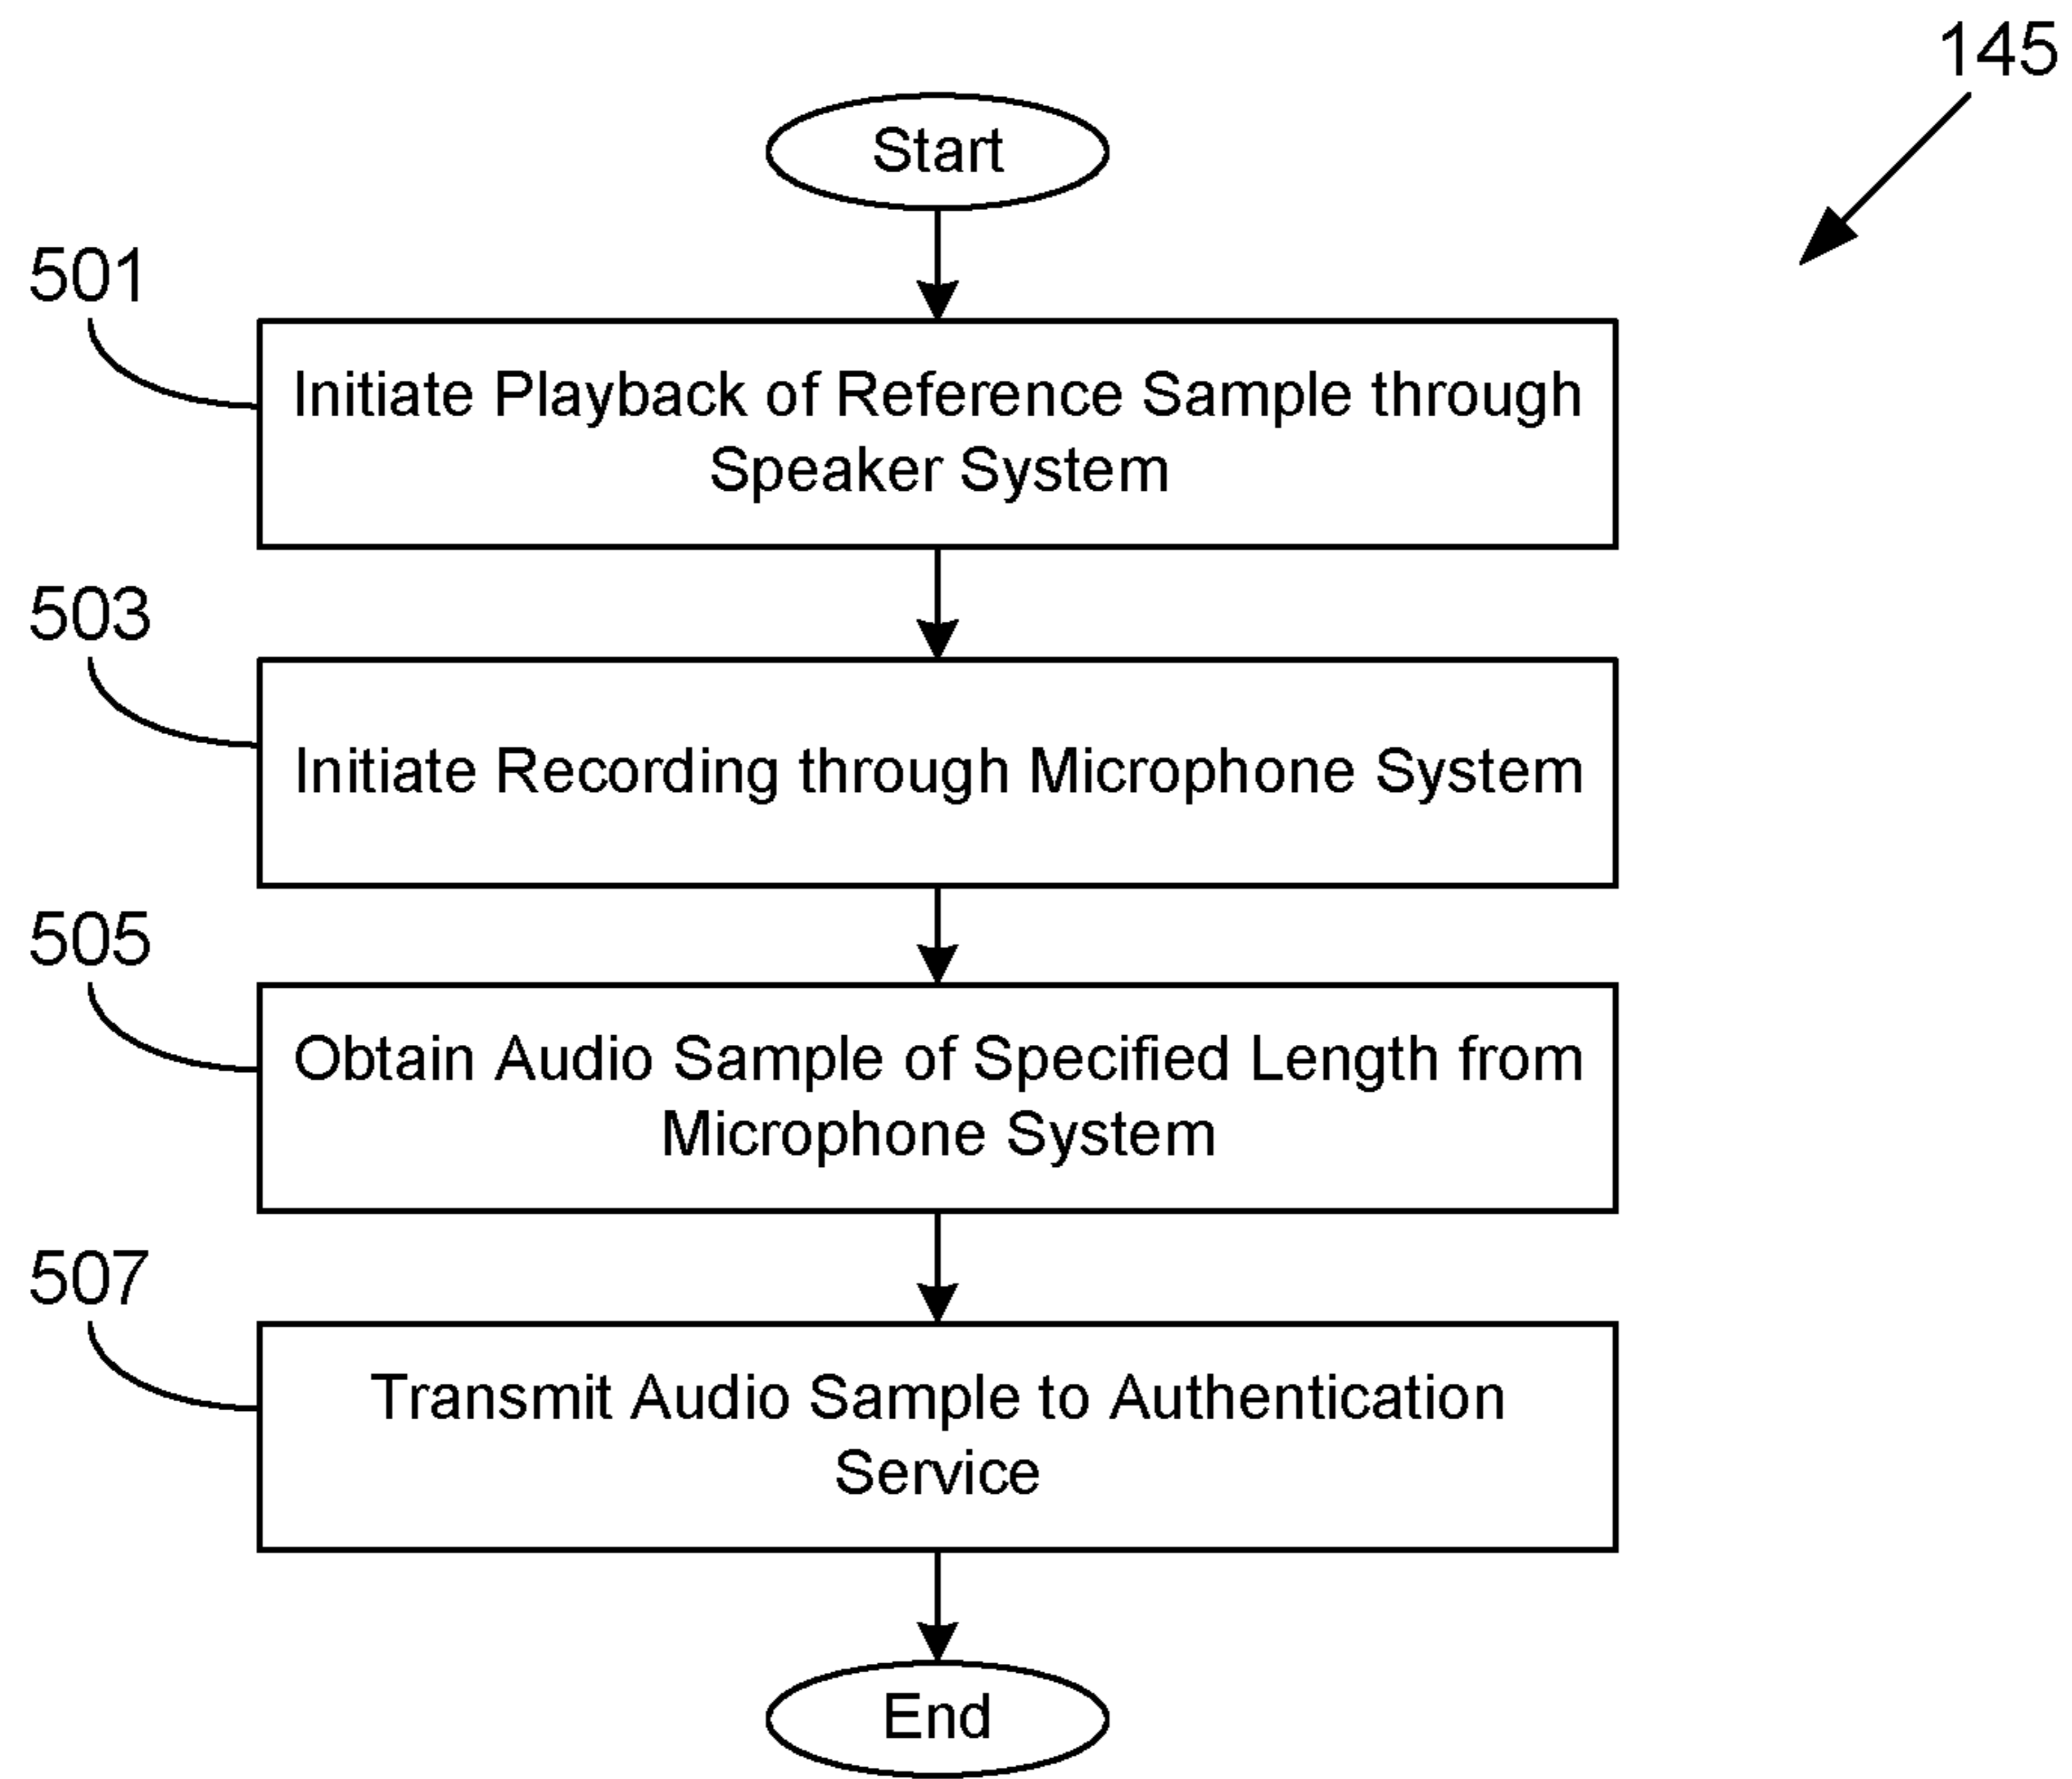 145
Start
501
Initiate Playback of Reference Sample through
Speaker System
503
Initiate Recording through Microphone System
505
Obtain Audio Sample of Specified Length from
Microphone System
507
Transmit Audio Sample to Authentication
Service
End